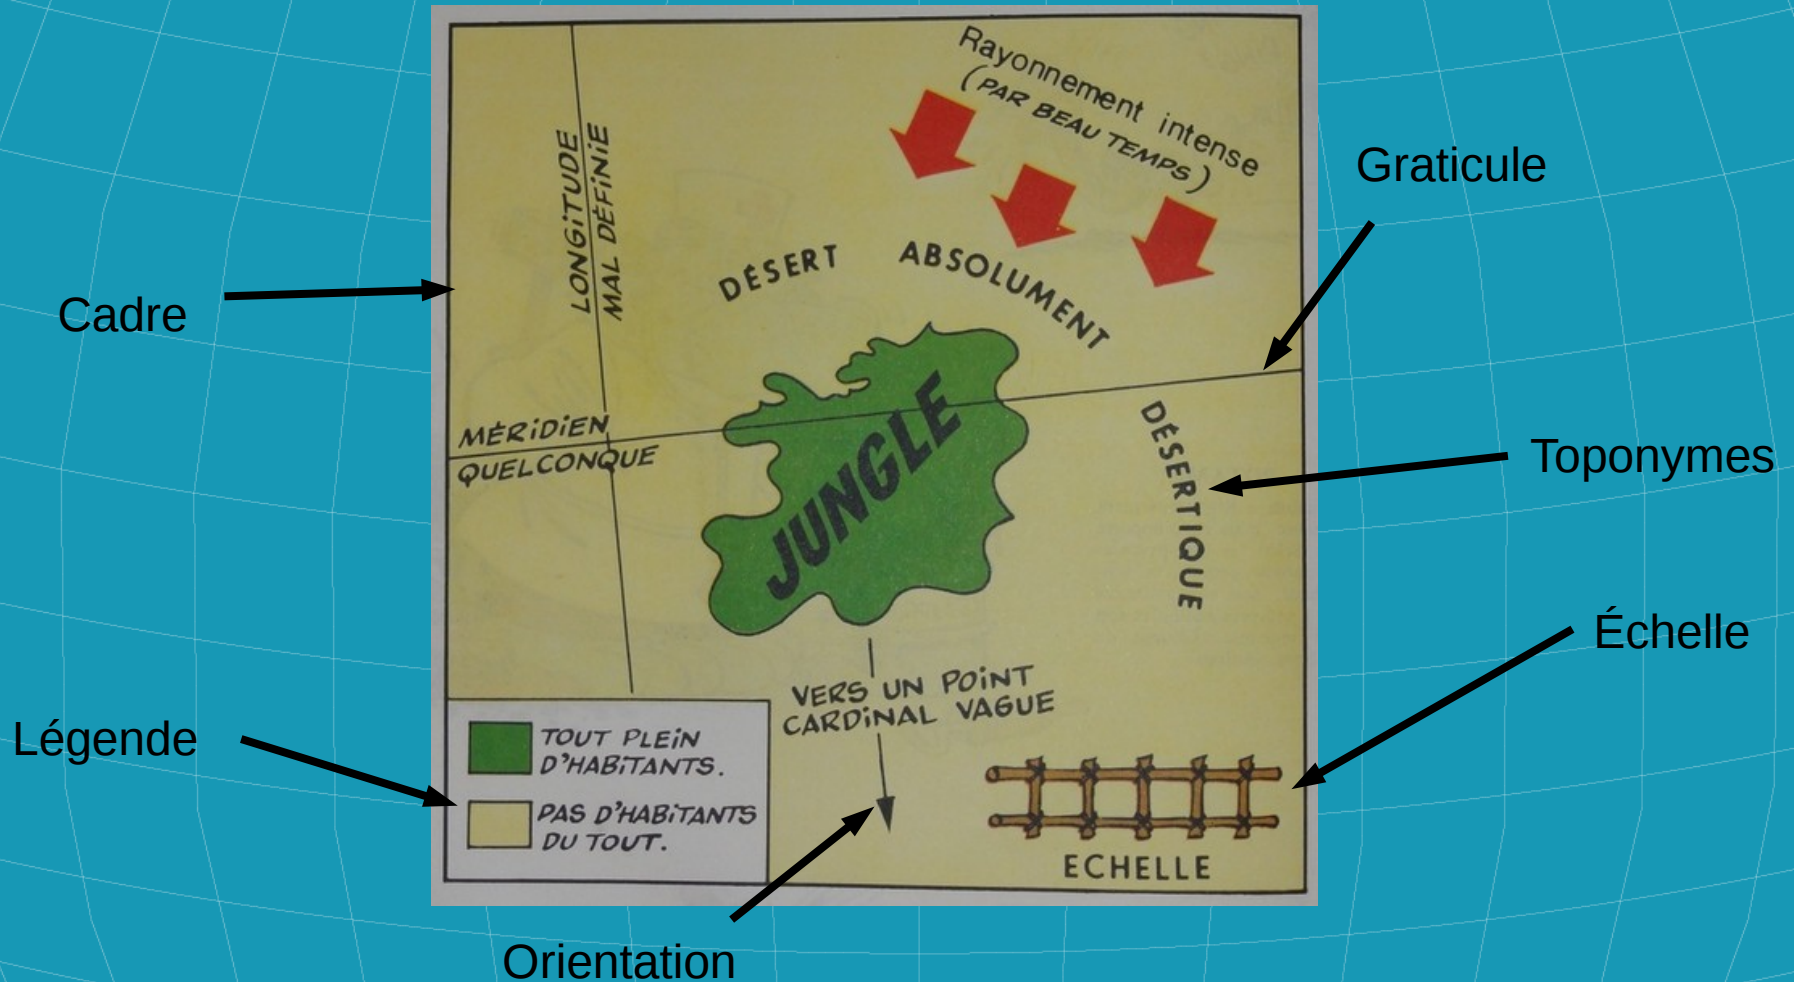 Rayonnement intense
(PAR BEAU TEMPS)
LONGITUDE
MAL DÉFINIE
Graticule
DÉSERT ABSOLUMENT
DÉSERTIQUE
Cadre
JUNGLE
MÉRIDIEN
QUELCONQUE
Toponymes
Échelle
VERS UN POINT
CARDINAL VAGUE
Légende
TOUT PLEIN
D'HABITANTS.
PAS D'HABITANTS
DU TOUT.
ECHELLE
Orientation